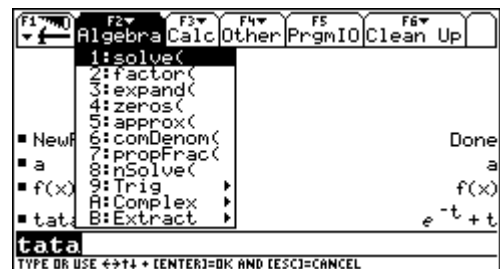 F1 F2 F3 F4 F5 F6
Algebra Calc Other PrgmIO Clean Up
1:solve(
2:factor(
3:expand(
4:zeros(
5:approx(
6:comDenom(
7:propFrac(
8:nSolve(
9:Trig
A:Complex
B:Extract
▪ NewP Done
▪ a a
▪ f(x) f(x)
▪ tata e^-t + t
tata
TYPE OR USE ←→↑↓ + [ENTER]=OK AND [ESC]=CANCEL